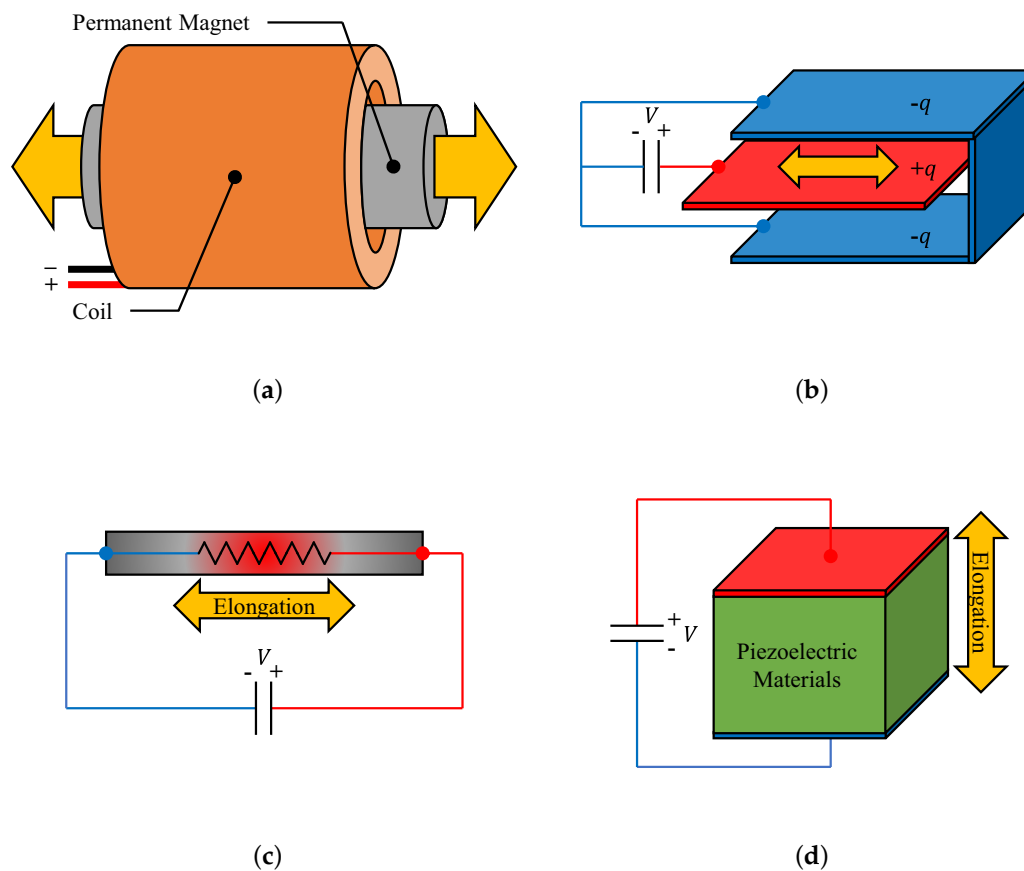 Permanent Magnet
−
+
Coil
(a)
V
- +
-q
+q
-q
(b)
Elongation
V
- +
(c)
+
V
-
Piezoelectric
Materials
Elongation
(d)